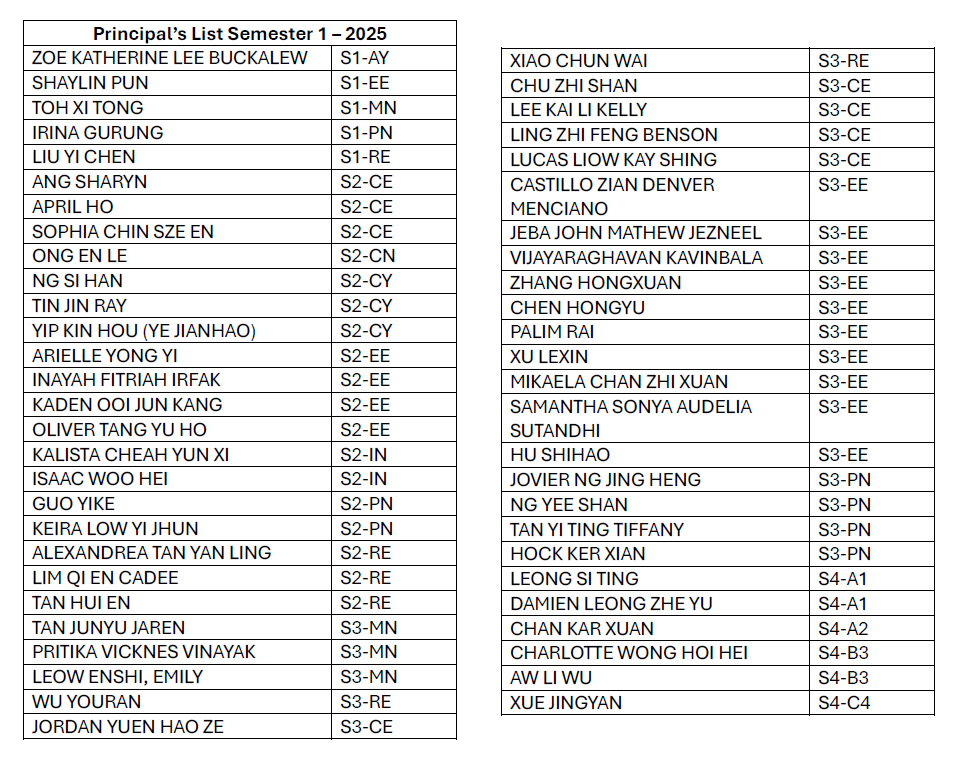 Principal’s List Semester 1 – 2025
ZOE KATHERINE LEE BUCKALEW S1-AY
SHAYLIN PUN S1-EE
TOH XI TONG S1-MN
IRINA GURUNG S1-PN
LIU YI CHEN S1-RE
ANG SHARYN S2-CE
APRIL HO S2-CE
SOPHIA CHIN SZE EN S2-CE
ONG EN LE S2-CN
NG SI HAN S2-CY
TIN JIN RAY S2-CY
YIP KIN HOU (YE JIANHAO) S2-CY
ARIELLE YONG YI S2-EE
INAYAH FITRIAH IRFAK S2-EE
KADEN OOI JUN KANG S2-EE
OLIVER TANG YU HO S2-EE
KALISTA CHEAH YUN XI S2-IN
ISAAC WOO HEI S2-IN
GUO YIKE S2-PN
KEIRA LOW YI JHUN S2-PN
ALEXANDREA TAN YAN LING S2-RE
LIM QI EN CADEE S2-RE
TAN HUI EN S2-RE
TAN JUNYU JAREN S3-MN
PRITIKA VICKNES VINAYAK S3-MN
LEOW ENSHI, EMILY S3-MN
WU YOURAN S3-RE
JORDAN YUEN HAO ZE S3-CE
XIAO CHUN WAI S3-RE
CHU ZHI SHAN S3-CE
LEE KAI LI KELLY S3-CE
LING ZHI FENG BENSON S3-CE
LUCAS LIOW KAY SHING S3-CE
CASTILLO ZIAN DENVER S3-EE
MENCIANO
JEBA JOHN MATHEW JEZNEEL S3-EE
VIJAYARAGHAVAN KAVINBALA S3-EE
ZHANG HONGXUAN S3-EE
CHEN HONGYU S3-EE
PALIM RAI S3-EE
XU LEXIN S3-EE
MIKAELA CHAN ZHI XUAN S3-EE
SAMANTHA SONYA AUDELIA S3-EE
SUTANDHI
HU SHIHAO S3-EE
JOVIER NG JING HENG S3-PN
NG YEE SHAN S3-PN
TAN YI TING TIFFANY S3-PN
HOCK KER XIAN S3-PN
LEONG SI TING S4-A1
DAMIEN LEONG ZHE YU S4-A1
CHAN KAR XUAN S4-A2
CHARLOTTE WONG HOI HEI S4-B3
AW LI WU S4-B3
XUE JINGYAN S4-C4